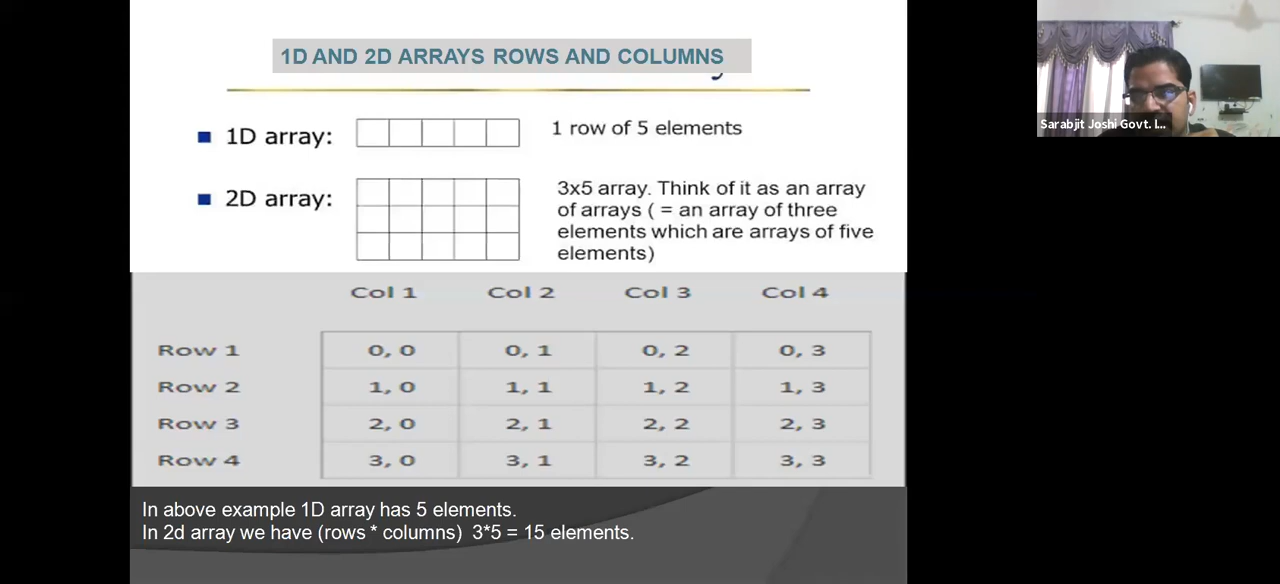 1D AND 2D ARRAYS ROWS AND COLUMNS
1D array:
1 row of 5 elements
2D array:
3x5 array. Think of it as an array
of arrays ( = an array of three
elements which are arrays of five
elements)
Col 1 Col 2 Col 3 Col 4
Row 1 0, 0 0, 1 0, 2 0, 3
Row 2 1, 0 1, 1 1, 2 1, 3
Row 3 2, 0 2, 1 2, 2 2, 3
Row 4 3, 0 3, 1 3, 2 3, 3
In above example 1D array has 5 elements.
In 2d array we have (rows * columns) 3*5 = 15 elements.
Sarabjit Joshi Govt. I...